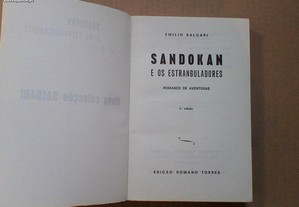 EMILIO SALGARI
SANDOKAN
E OS ESTRANGULADORES
ROMANCE DE AVENTURAS
EDIÇÃO ROMANO TORRES